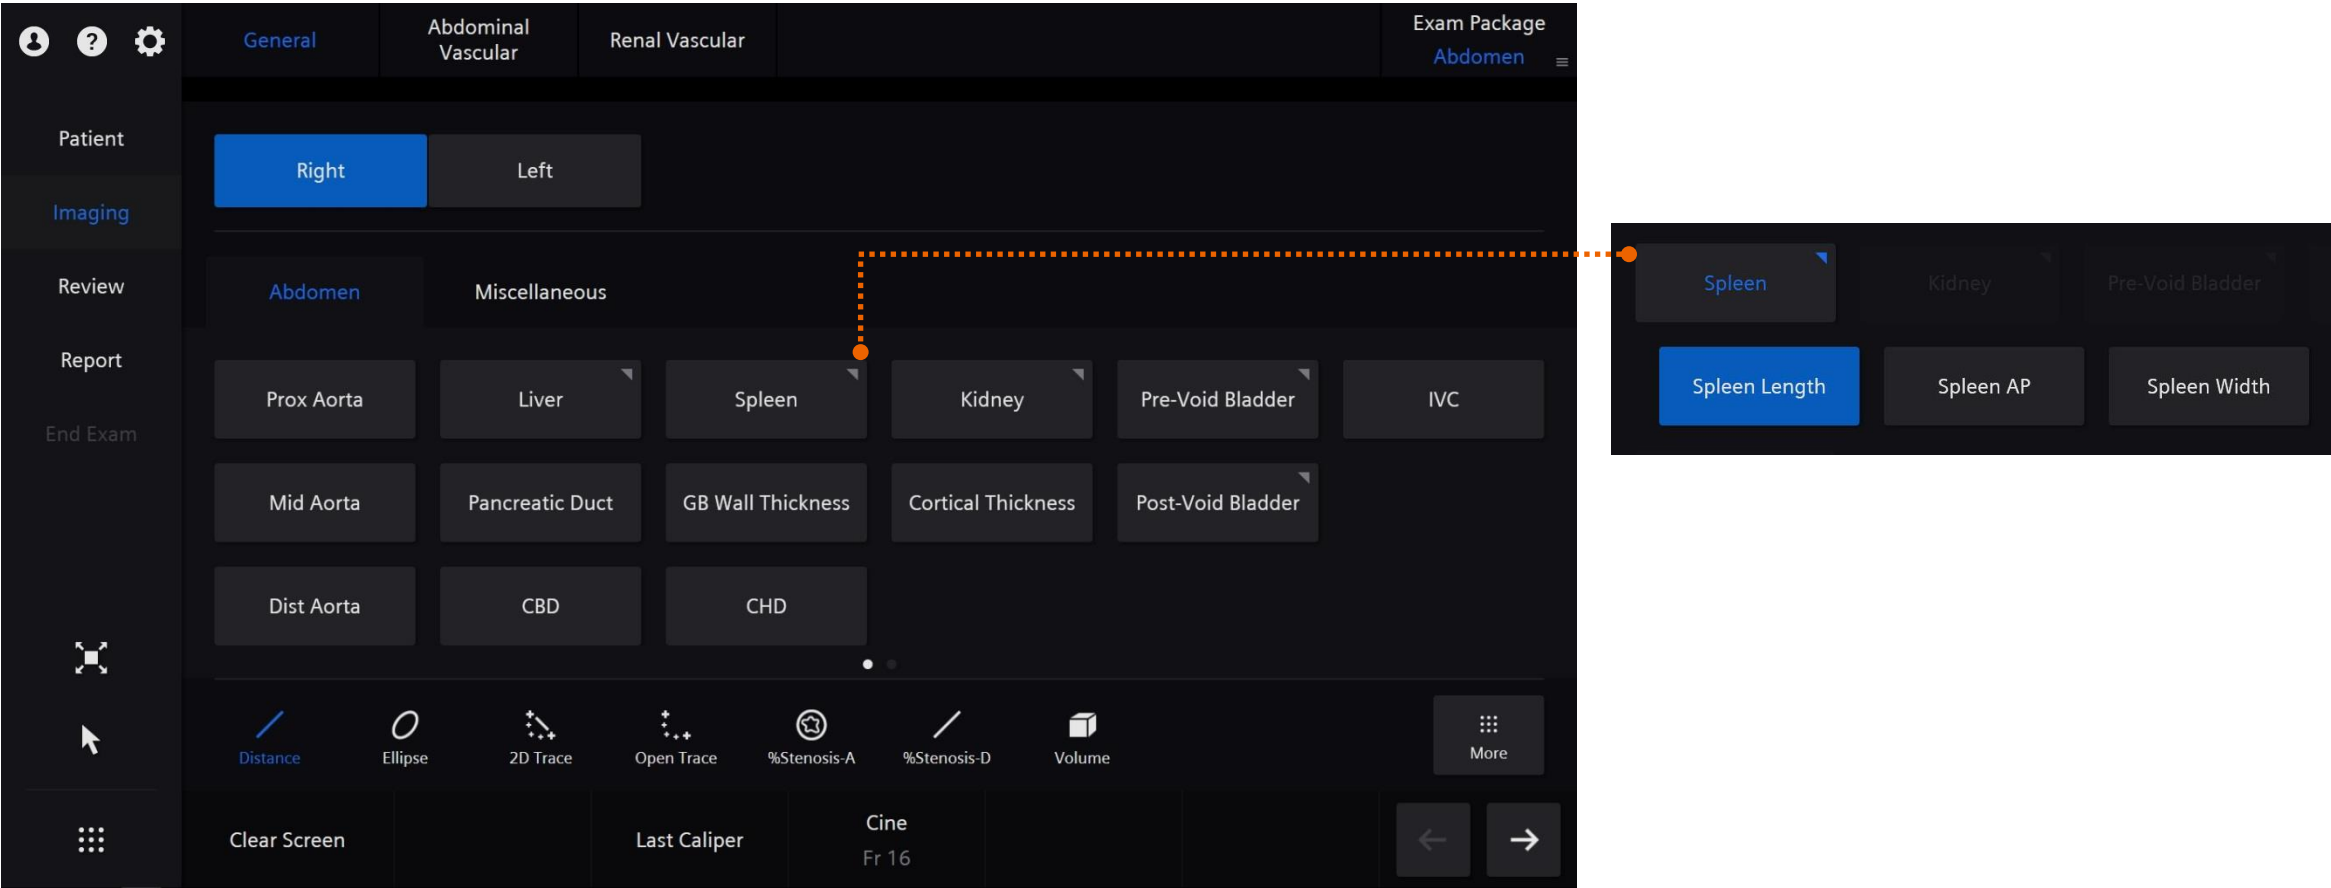 General
Abdominal
Vascular
Renal Vascular
Exam Package
Abdomen
Patient
Imaging
Review
Report
End Exam
Right
Left
Abdomen
Miscellaneous
Prox Aorta
Liver
Spleen
Kidney
Pre-Void Bladder
IVC
Mid Aorta
Pancreatic Duct
GB Wall Thickness
Cortical Thickness
Post-Void Bladder
Dist Aorta
CBD
CHD
Distance
Ellipse
2D Trace
Open Trace
%Stenosis-A
%Stenosis-D
Volume
More
Clear Screen
Last Caliper
Cine
Fr 16
Spleen
Kidney
Pre-Void Bladder
Spleen Length
Spleen AP
Spleen Width